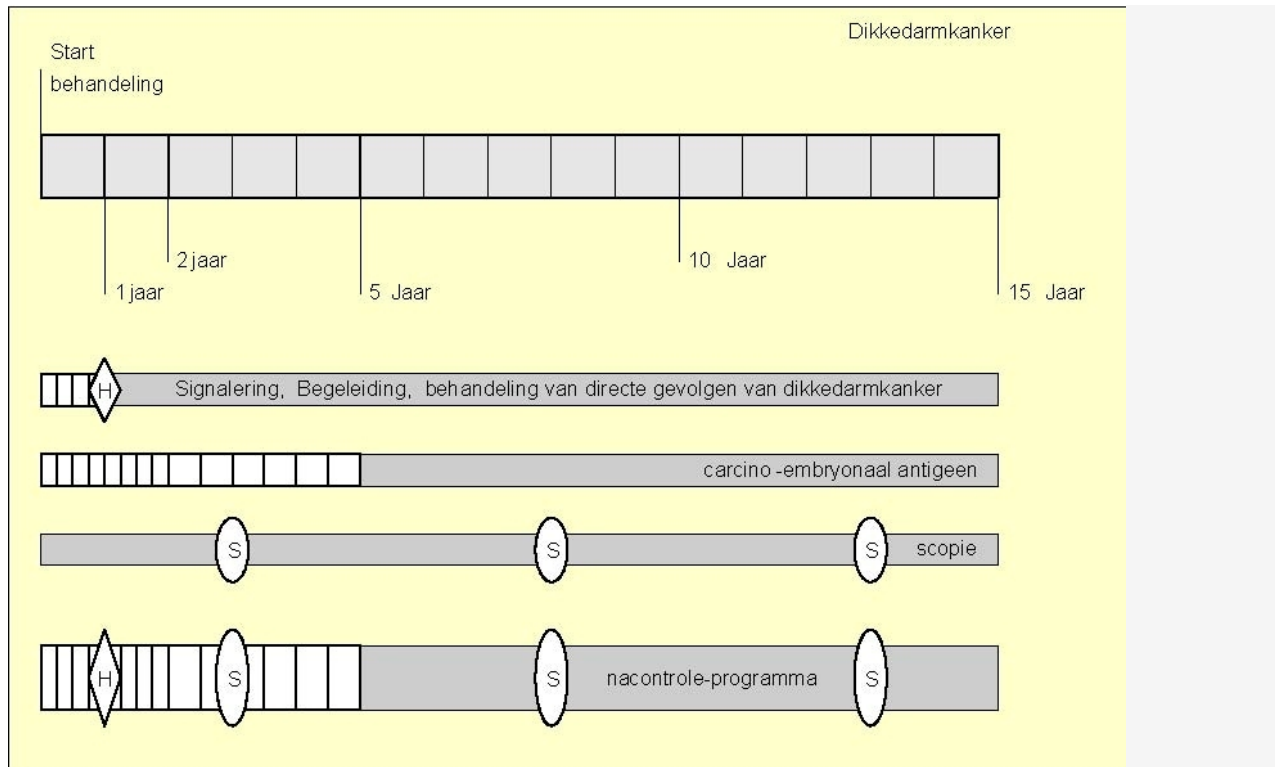 Dikkedarmkanker
Start
behandeling
2 jaar
10 Jaar
1 jaar
5 Jaar
15 Jaar
H
Signalering, Begeleiding, behandeling van directe gevolgen van dikkedarmkanker
carcino -embryonaal antigeen
S S S scopie
H S S nacontrole-programma S